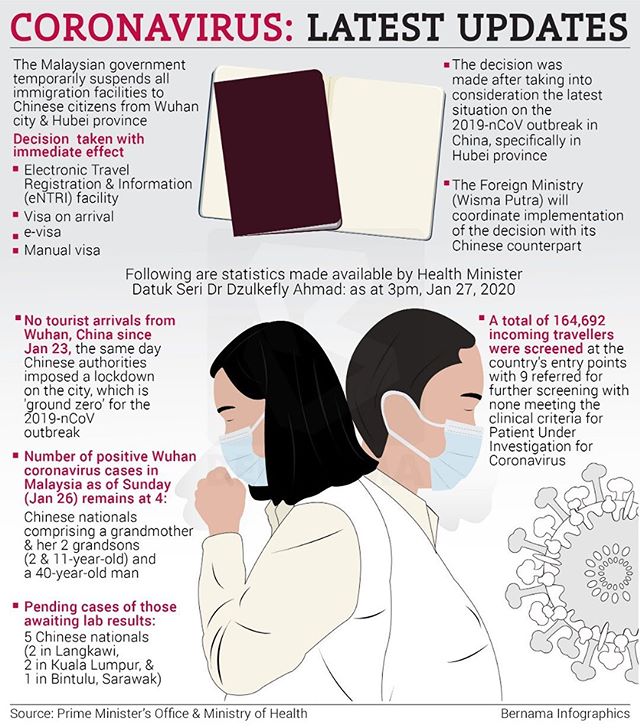 CORONAVIRUS: LATEST UPDATES
The Malaysian government
temporarily suspends all
immigration facilities to
Chinese citizens from Wuhan
city & Hubei province
Decision taken with
immediate effect
Electronic Travel
Registration & Information
(eNTRI) facility
Visa on arrival
e-visa
Manual visa
The decision was
made after taking into
consideration the latest
situation on the
2019-nCoV outbreak in
China, specifically in
Hubei province
The Foreign Ministry
(Wisma Putra) will
coordinate implementation
of the decision with its
Chinese counterpart
Following are statistics made available by Health Minister
Datuk Seri Dr Dzulkefly Ahmad: as at 3pm, Jan 27, 2020
No tourist arrivals from
Wuhan, China since
Jan 23, the same day
Chinese authorities
imposed a lockdown
on the city, which is
'ground zero' for the
2019-nCoV
outbreak
Number of positive Wuhan
coronavirus cases in
Malaysia as of Sunday
(Jan 26) remains at 4:
Chinese nationals
comprising a grandmother
& her 2 grandsons
(2 & 11-year-old) and
a 40-year-old man
Pending cases of those
awaiting lab results:
5 Chinese nationals
(2 in Langkawi,
2 in Kuala Lumpur, &
1 in Bintulu, Sarawak)
A total of 164,692
incoming travellers
were screened at the
country's entry points
with 9 referred for
further screening with
none meeting the
clinical criteria for
Patient Under
Investigation for
Coronavirus
Source: Prime Minister's Office & Ministry of Health
Bernama Infographics